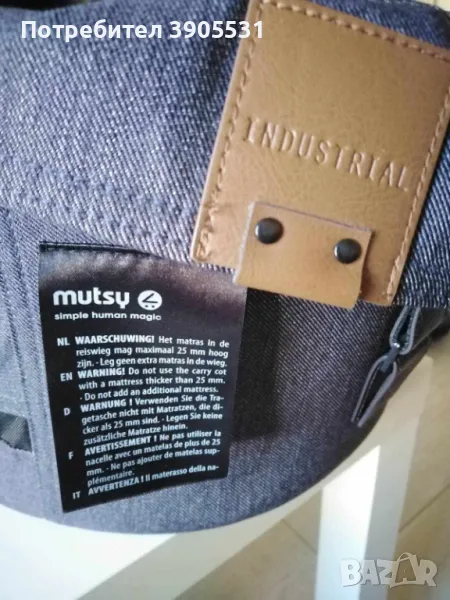 Потребител 3905531
INDUSTRIAL
mutsy
simple human magic
NL WAARSCHUWING! Het matras in de
reiswieg mag maximaal 25 mm hoog
zijn. - Leg geen extra matras in de wieg.
EN WARNING! Do not use the carry cot
with a mattress thicker than 25 mm.
- Do not add an additional mattress.
D WARNUNG ! Verwenden Sie die Tra-
getasche nicht mit Matratzen, die di-
cker als 25 mm sind. - Legen Sie keine
zusätzliche Matratze hinein.
F AVERTISSEMENT ! Ne pas utiliser la
nacelle avec un matelas de plus de 25
mm. - Ne pas ajouter de matelas sup-
plémentaire.
IT AVVERTENZA ! Il materasso della na-
BAZAR